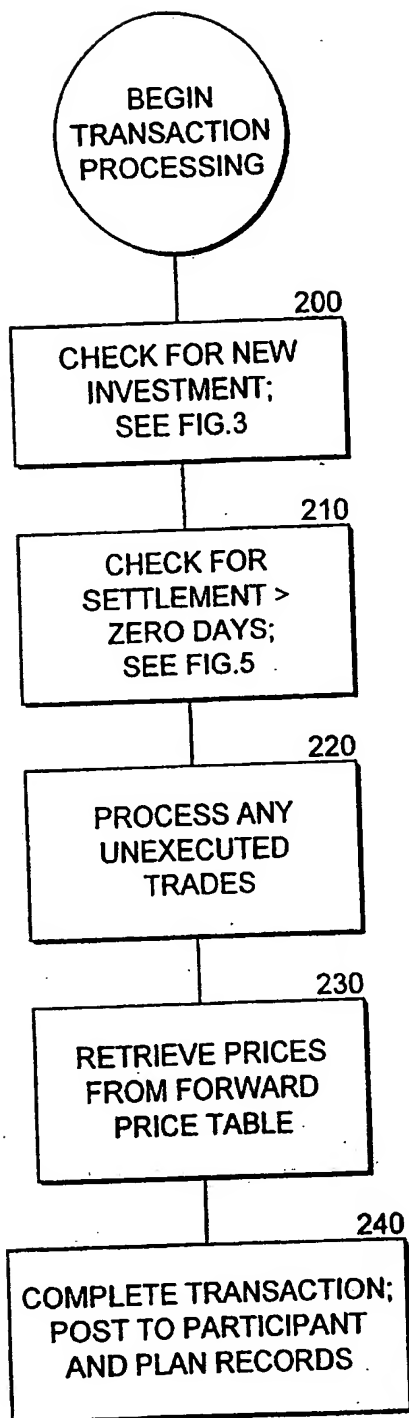 BEGIN
TRANSACTION
PROCESSING
200
CHECK FOR NEW
INVESTMENT;
SEE FIG.3
210
CHECK FOR
SETTLEMENT >
ZERO DAYS;
SEE FIG.5
220
PROCESS ANY
UNEXECUTED
TRADES
230
RETRIEVE PRICES
FROM FORWARD
PRICE TABLE
240
COMPLETE TRANSACTION;
POST TO PARTICIPANT
AND PLAN RECORDS